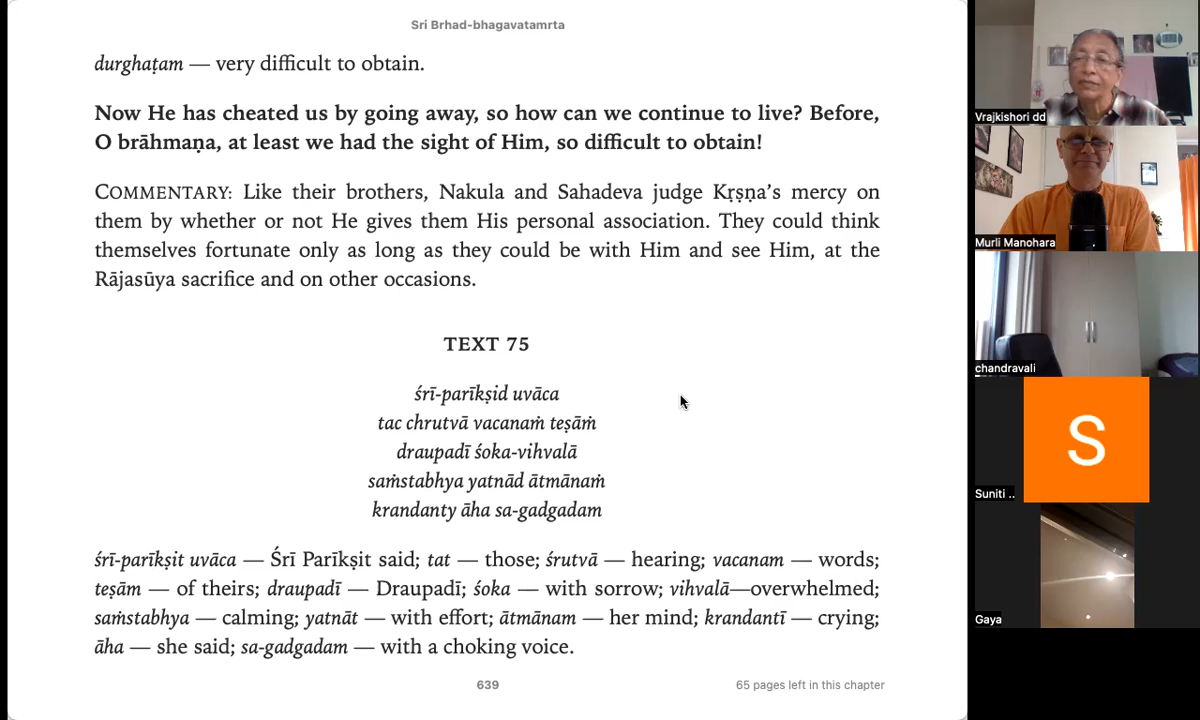 Sri Brhad-bhagavatamrta
durghaṭam — very difficult to obtain.
Now He has cheated us by going away, so how can we continue to live? Before,
O brāhmaṇa, at least we had the sight of Him, so difficult to obtain!
COMMENTARY: Like their brothers, Nakula and Sahadeva judge Kṛṣṇa’s mercy on
them by whether or not He gives them His personal association. They could think
themselves fortunate only as long as they could be with Him and see Him, at the
Rājasūya sacrifice and on other occasions.
TEXT 75
śrī-parīkṣid uvāca
tac chrutvā vacanaṁ teṣāṁ
draupadī śoka-vihvalā
saṁstabhya yatnād ātmānaṁ
krandanty āha sa-gadgadam
śrī-parīkṣit uvāca — Śrī Parīkṣit said; tat — those; śrutvā — hearing; vacanam — words;
teṣām — of theirs; draupadī — Draupadī; śoka — with sorrow; vihvalā—overwhelmed;
saṁstabhya — calming; yatnāt — with effort; ātmānam — her mind; krandantī — crying;
āha — she said; sa-gadgadam — with a choking voice.
639
65 pages left in this chapter
Vrajkishori dd
Murli Manohara
chandravali
S
Suniti ..
Gaya